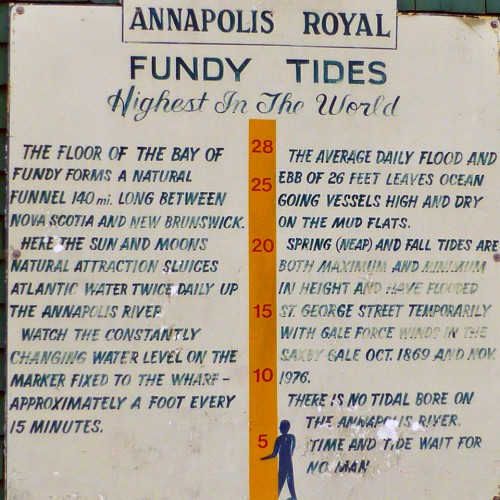 ANNAPOLIS ROYAL
FUNDY TIDES
Highest In The World
THE FLOOR OF THE BAY OF
FUNDY FORMS A NATURAL
FUNNEL 140 mi. LONG BETWEEN
NOVA SCOTIA AND NEW BRUNSWICK.
HERE THE SUN AND MOONS
NATURAL ATTRACTION SLUICES
ATLANTIC WATER TWICE DAILY UP
THE ANNAPOLIS RIVER
WATCH THE CONSTANTLY
CHANGING WATER LEVEL ON THE
MARKER FIXED TO THE WHARF-
APPROXIMATELY A FOOT EVERY
15 MINUTES.
28
25
20
15
10
5
THE AVERAGE DAILY FLOOD AND
EBB OF 26 FEET LEAVES OCEAN
GOING VESSELS HIGH AND DRY
ON THE MUD FLATS.
SPRING (NEAP) AND FALL TIDES ARE
BOTH MAXIMUM AND MINIMUM
IN HEIGHT AND HAVE FLOODED
ST. GEORGE STREET TEMPORARILY
WITH GALE FORCE WINDS IN THE
SAXBY GALE OCT. 1869 AND NOV.
1976.
THERE IS NO TIDAL BORE ON
THE ANNAPOLIS RIVER.
TIME AND TIDE WAIT FOR
NO MAN